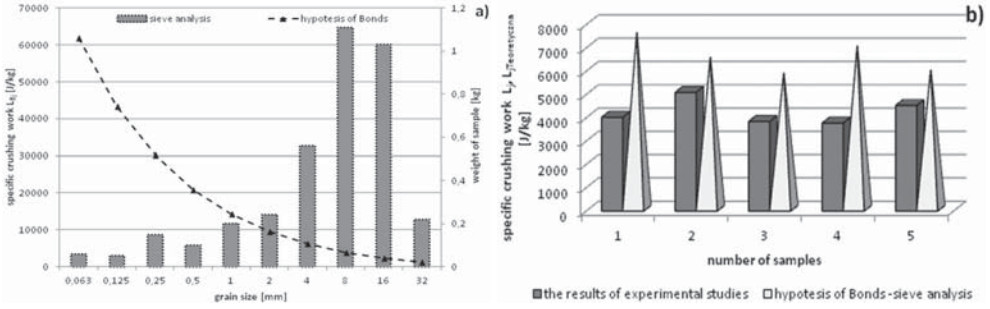 sieve analysis
hypotesis of Bonds
a)
specific crushing work Lsj [J/kg]
70000
60000
50000
40000
30000
20000
10000
0
1,2
1
0,8
0,6
0,4
0,2
0
weight of sample [kg]
0,063 0,125 0,25 0,5 1 2 4 8 16 32
grain size [mm]
b)
specific crushing work Lj, LjTeoretyczna
[J/kg]
8000
7000
6000
5000
4000
3000
2000
1000
0
1 2 3 4 5
number of samples
the results of experimental studies
hypotesis of Bonds -sieve analysis